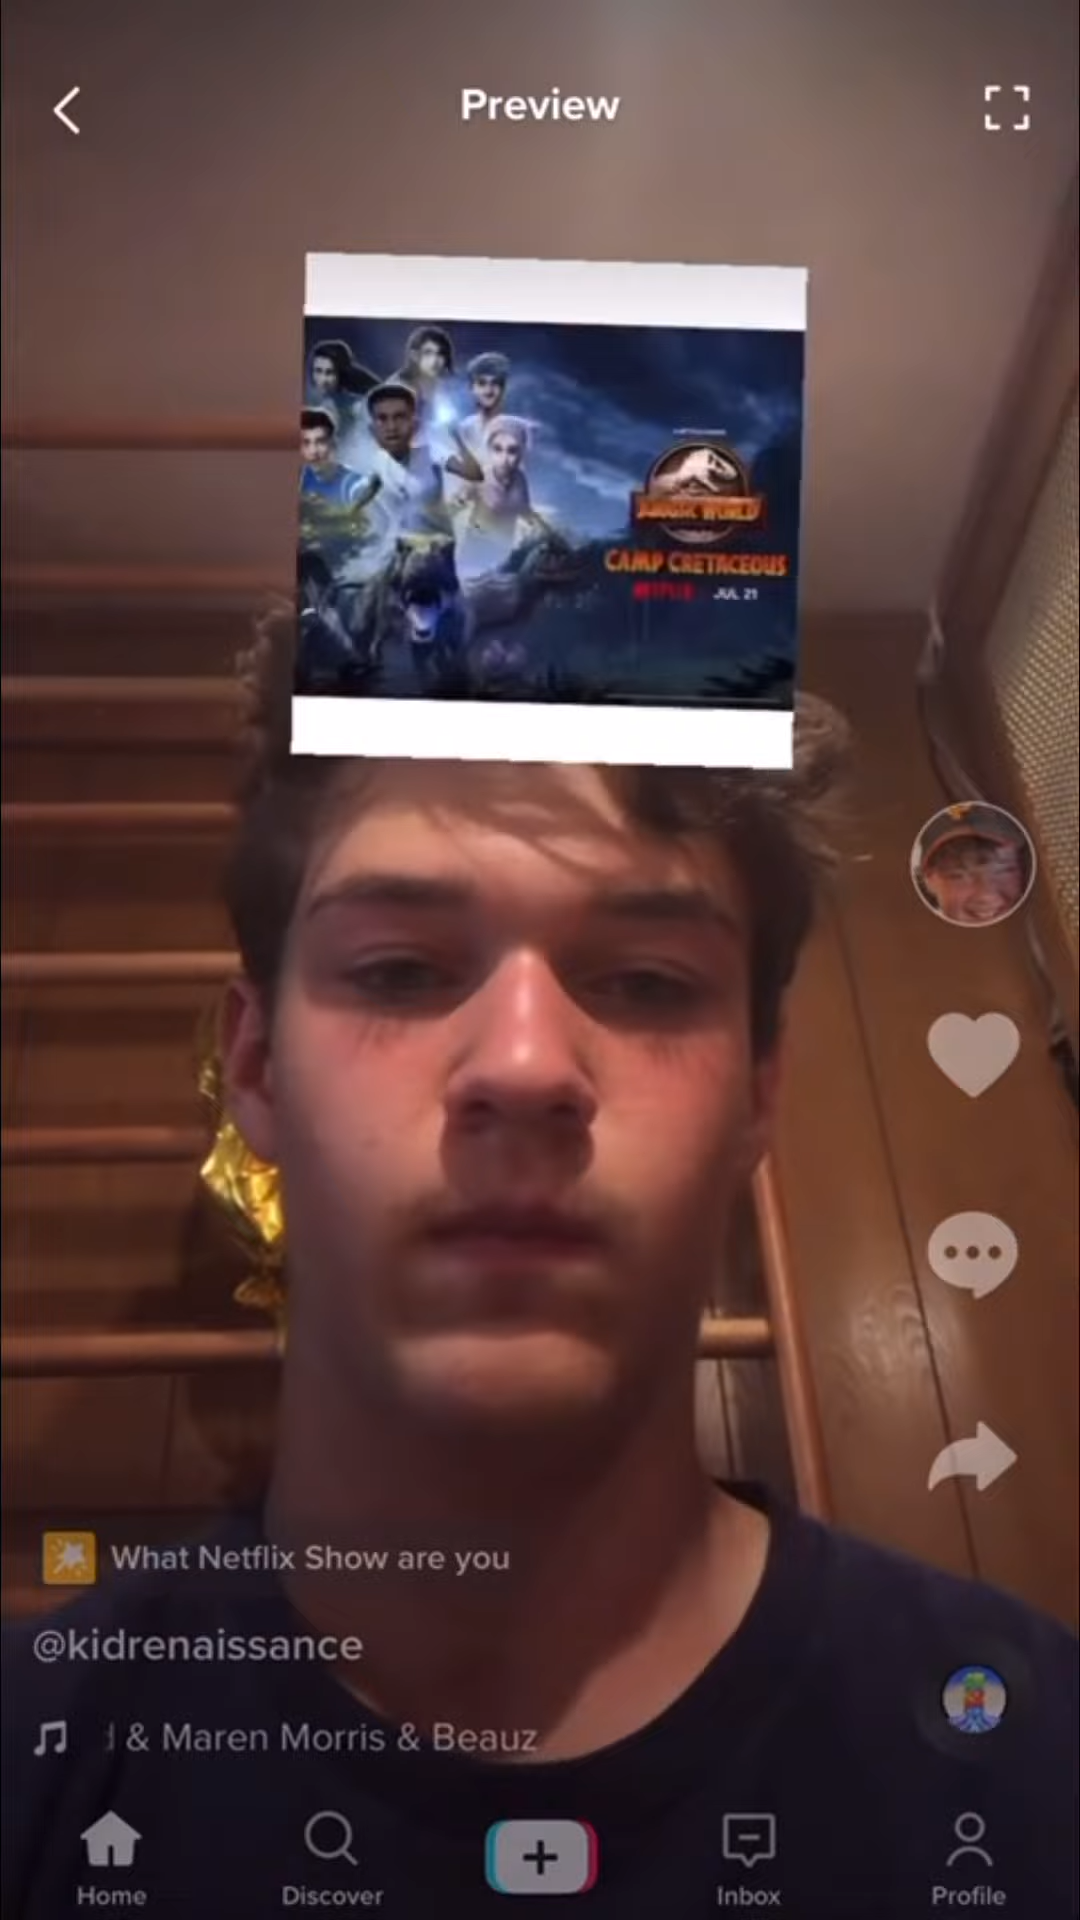 Preview
JURASSIC WORLD
CAMP CRETACEOUS
NETFLIX JUL 21
What Netflix Show are you
@kidrenaissance
& Maren Morris & Beauz
Home Discover Inbox Profile